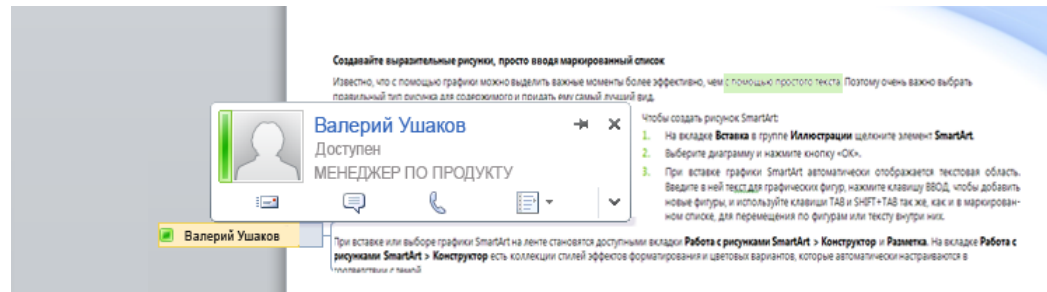 Создавайте выразительные рисунки, просто вводя маркированный список
Известно, что с помощью графики можно выделить важные моменты более эффективно, чем с помощью простого текста. Поэтому очень важно выбрать
правильный тип рисунка для содержимого и придать ему самый лучший вид.
Валерий Ушаков
Доступен
МЕНЕДЖЕР ПО ПРОДУКТУ
Чтобы создать рисунок SmartArt:
1. На вкладке Вставка в группе Иллюстрации щелкните элемент SmartArt.
2. Выберите диаграмму и нажмите кнопку «ОК».
3. При вставке графики SmartArt автоматически отображается текстовая область.
Введите в ней текст для графических фигур, нажмите клавишу ВВОД, чтобы добавить
новые фигуры, и используйте клавиши TAB и SHIFT+TAB так же, как и в маркирован-
ном списке, для перемещения по фигурам или тексту внутри них.
Валерий Ушаков
При вставке или выборе графики SmartArt на ленте становятся доступными вкладки Работа с рисунками SmartArt > Конструктор и Разметка. На вкладке Работа с
рисунками SmartArt > Конструктор есть коллекции стилей эффектов форматирования и цветовых вариантов, которые автоматически настраиваются в
соответствии с темой.